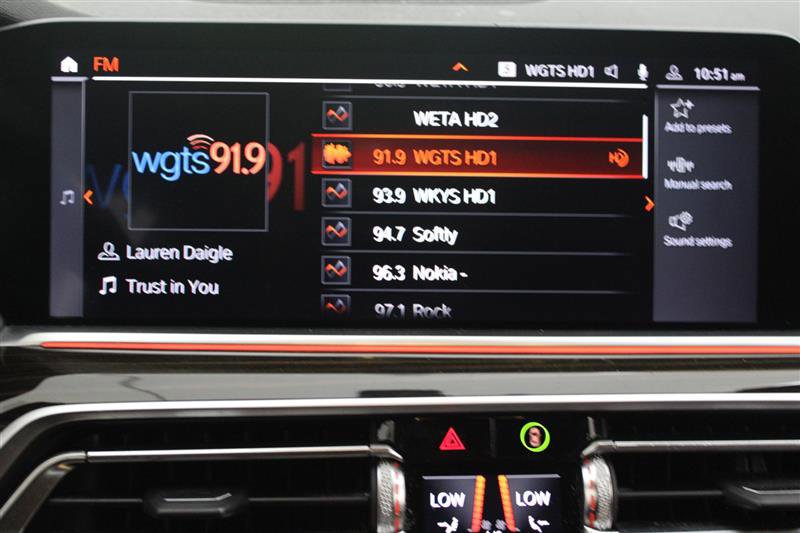 FM
S WGTS HD1
10:51 am
wgts91.9
Lauren Daigle
Trust in You
WETA HD2
91.9 WGTS HD1
93.9 WKYS HD1
94.7 Softly
96.3 Nokia -
97.1 Rock
Add to presets
Manual search
Sound settings
LOW
LOW